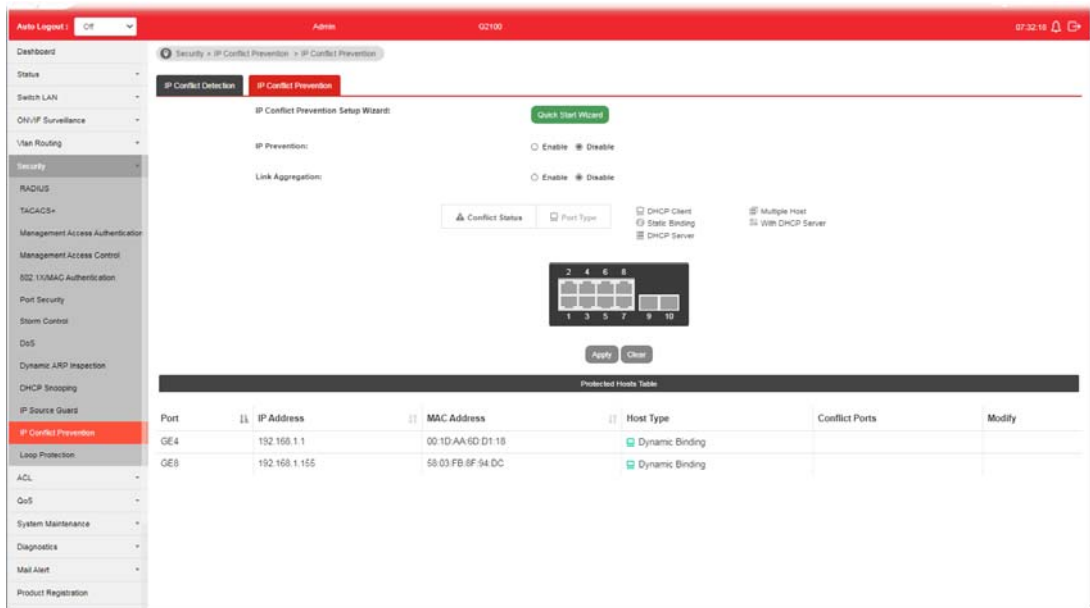 Auto Logout : Off Admin G2100 07:32:16
Dashboard
Status
Switch LAN
ONVIF Surveillance
Vlan Routing
Security
RADIUS
TACACS+
Management Access Authentication
Management Access Control
802.1X/MAC Authentication
Port Security
Storm Control
DoS
Dynamic ARP Inspection
DHCP Snooping
IP Source Guard
IP Conflict Prevention
Loop Protection
ACL
QoS
System Maintenance
Diagnostics
Mail Alert
Product Registration
Security » IP Conflict Prevention » IP Conflict Prevention
IP Conflict Detection IP Conflict Prevention
IP Conflict Prevention Setup Wizard: Quick Start Wizard
IP Prevention: Enable Disable
Link Aggregation: Enable Disable
Conflict Status Port Type
DHCP Client Multiple Host
Static Binding With DHCP Server
DHCP Server
2 4 6 8
1 3 5 7 9 10
Apply Clear
Protected Hosts Table
Port IP Address MAC Address Host Type Conflict Ports Modify
GE4 192.168.1.1 00:1D:AA:6D:D1:18 Dynamic Binding
GE8 192.168.1.155 58:03:FB:8F:94:DC Dynamic Binding